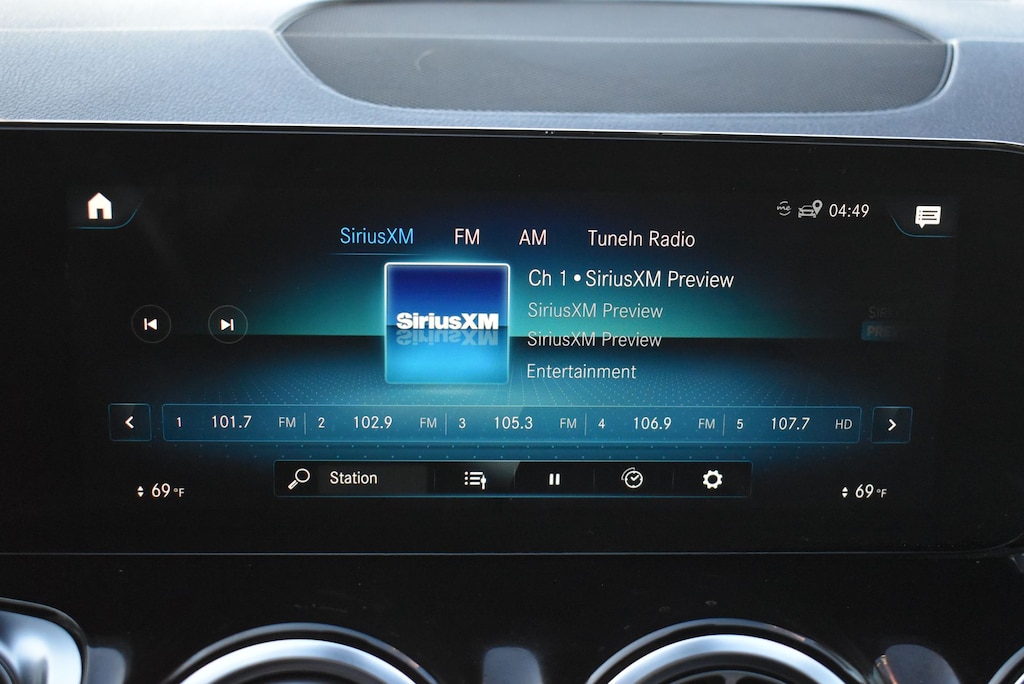 me 04:49
SiriusXM FM AM TuneIn Radio
Ch 1 • SiriusXM Preview
SiriusXM Preview
SiriusXM
SiriusXM Preview
Entertainment
1 101.7 FM 2 102.9 FM 3 105.3 FM 4 106.9 FM 5 107.7 HD
Station
69°F 69°F